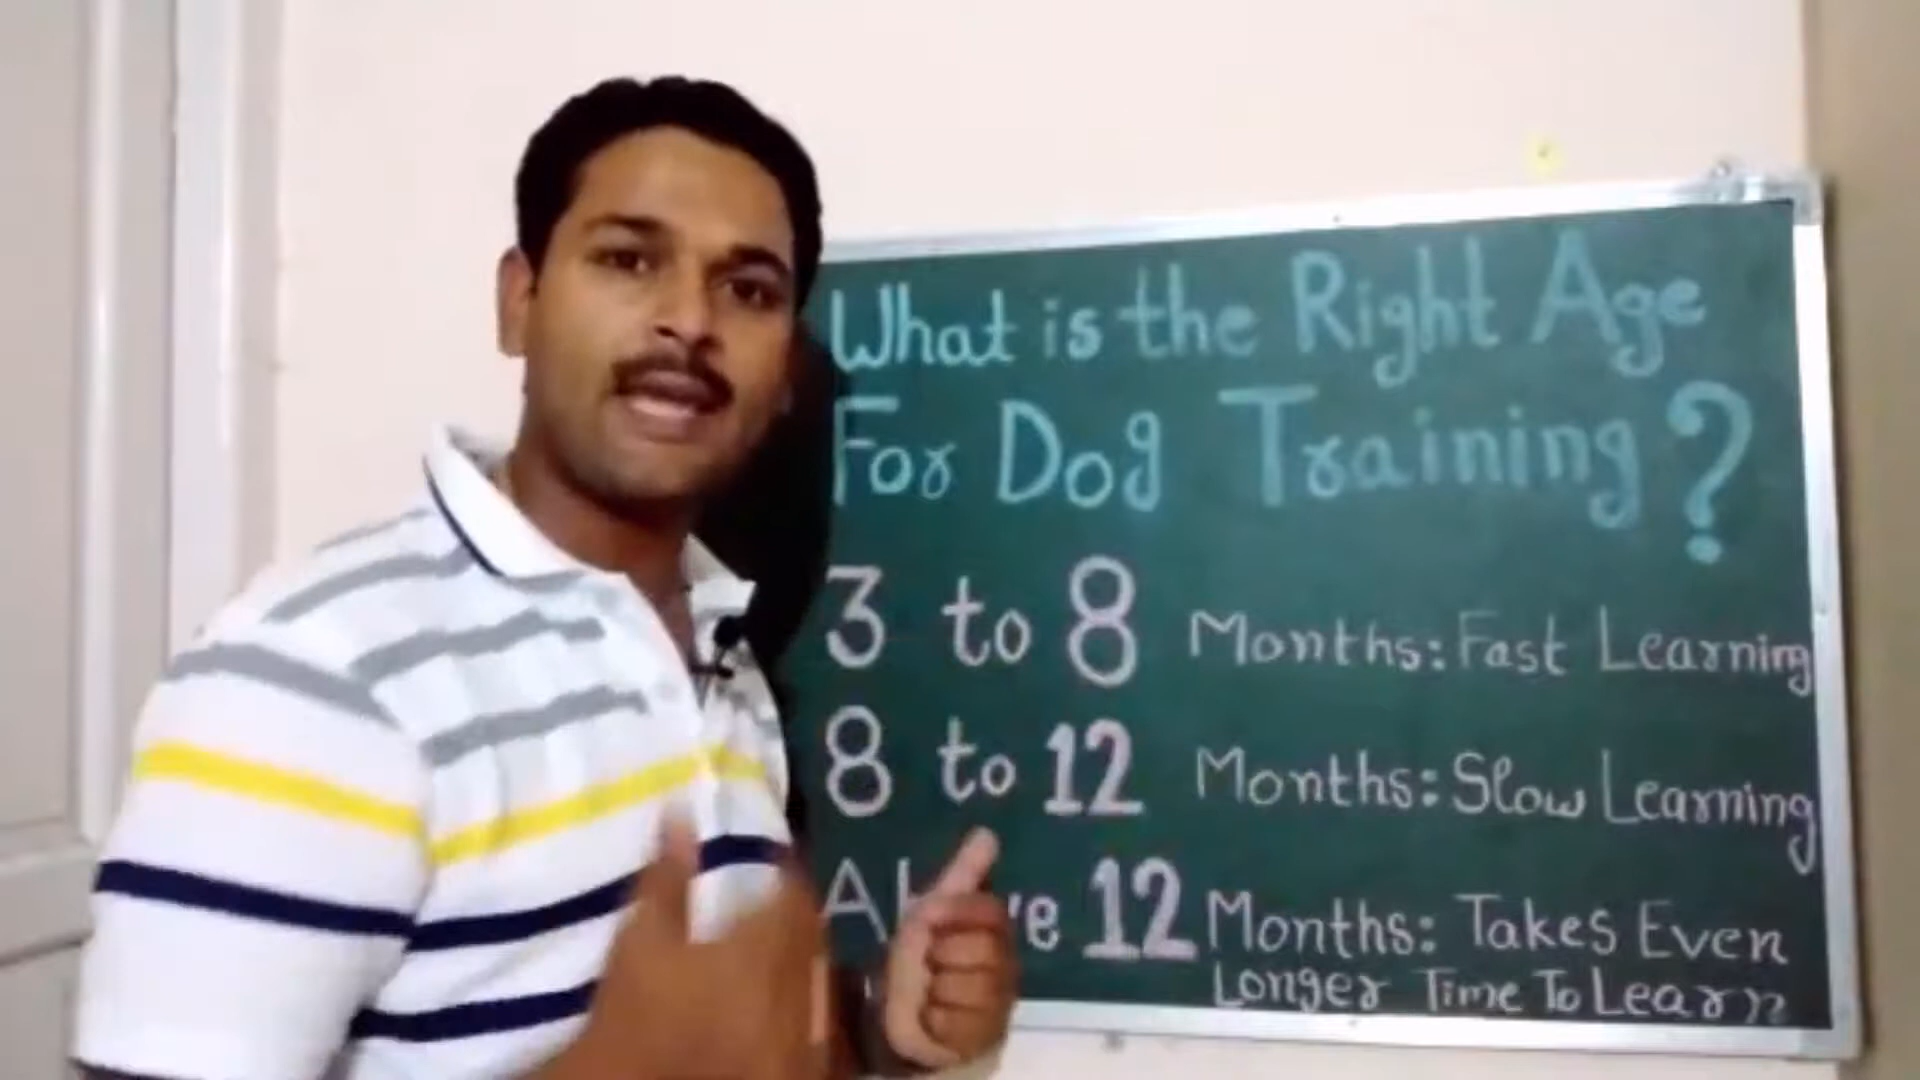 What is the Right Age
For Dog Training?
3 to 8 Months: Fast Learning
8 to 12 Months: Slow Learning
12 Months: Takes Even
Longer Time To Learn